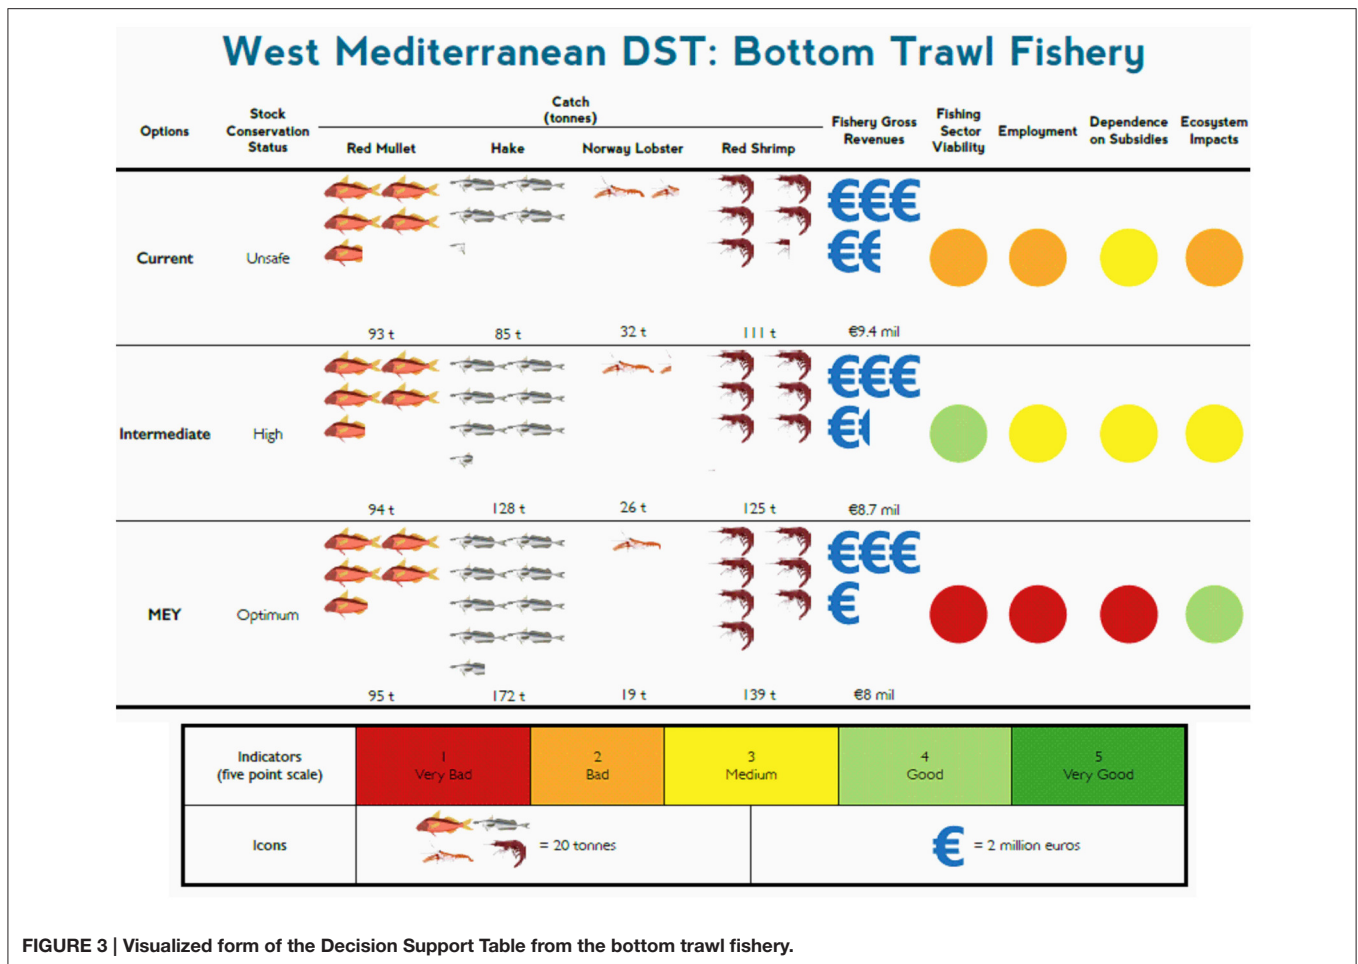 West Mediterranean DST: Bottom Trawl Fishery
Options
Stock
Conservation
Status
Catch
(tonnes)
Red Mullet
Hake
Norway Lobster
Red Shrimp
Fishery Gross
Revenues
Fishing
Sector
Viability
Employment
Dependence
on Subsidies
Ecosystem
Impacts
€€€
€€
Current
Unsafe
93 t
85 t
32 t
111 t
€9.4 mil
€€€
€€
Intermediate
High
94 t
128 t
26 t
125 t
€8.7 mil
€€€
€
MEY
Optimum
95 t
172 t
19 t
139 t
€8 mil
Indicators
(five point scale)
1
Very Bad
2
Bad
3
Medium
4
Good
5
Very Good
Icons
= 20 tonnes
€ = 2 million euros
FIGURE 3 | Visualized form of the Decision Support Table from the bottom trawl fishery.